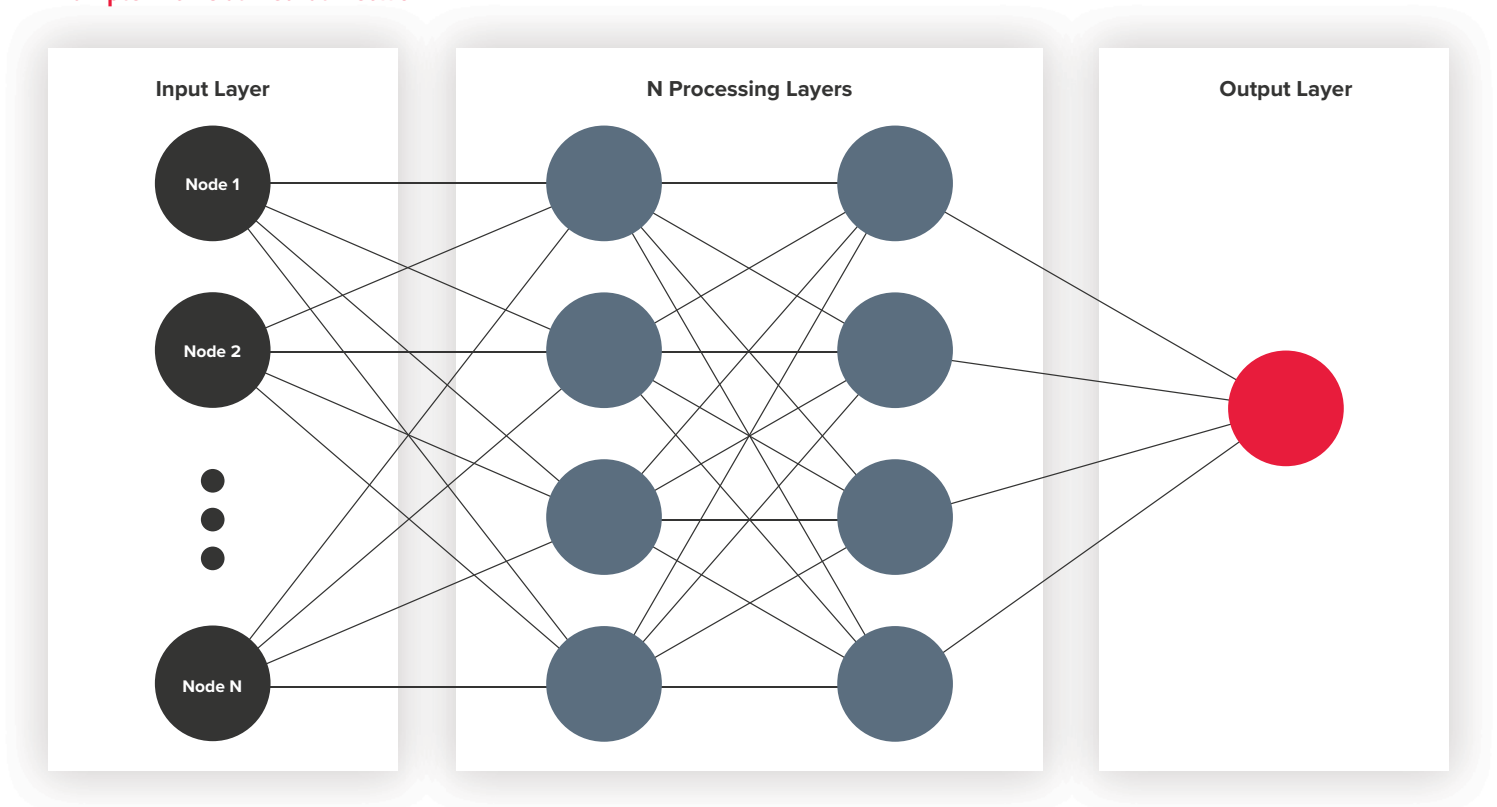 Input Layer
N Processing Layers
Output Layer
Node 1
Node 2
Node N